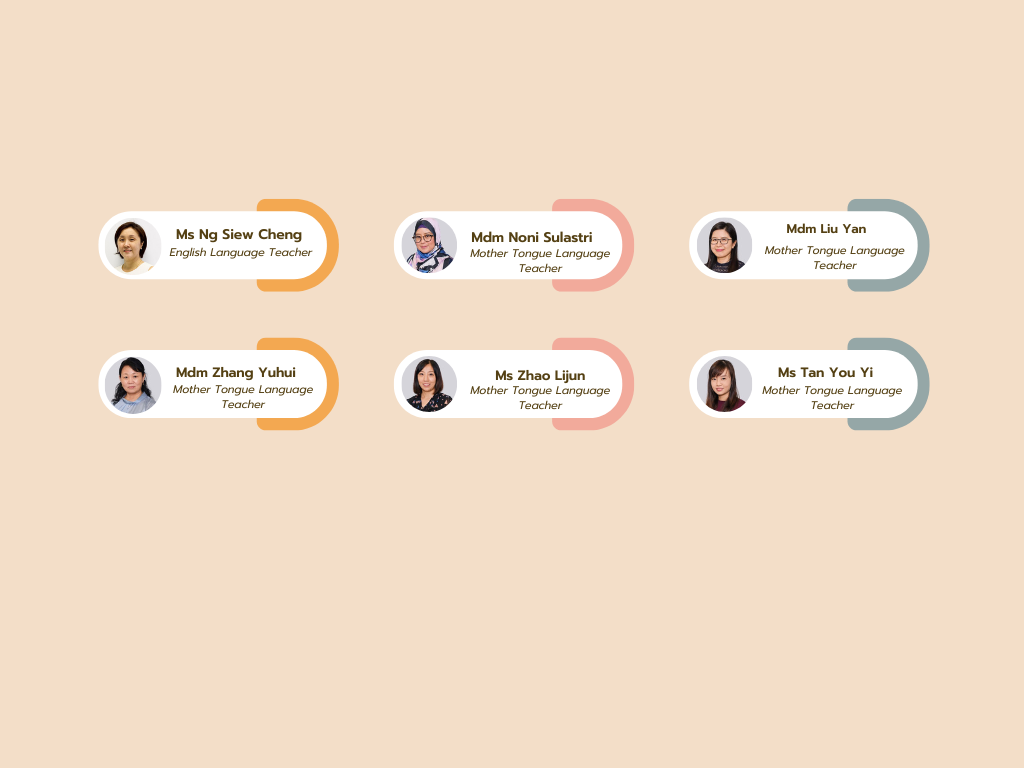 Ms Ng Siew Cheng
English Language Teacher
Mdm Noni Sulastri
Mother Tongue Language
Teacher
Mdm Liu Yan
Mother Tongue Language
Teacher
Mdm Zhang Yuhui
Mother Tongue Language
Teacher
Ms Zhao Lijun
Mother Tongue Language
Teacher
Ms Tan You Yi
Mother Tongue Language
Teacher